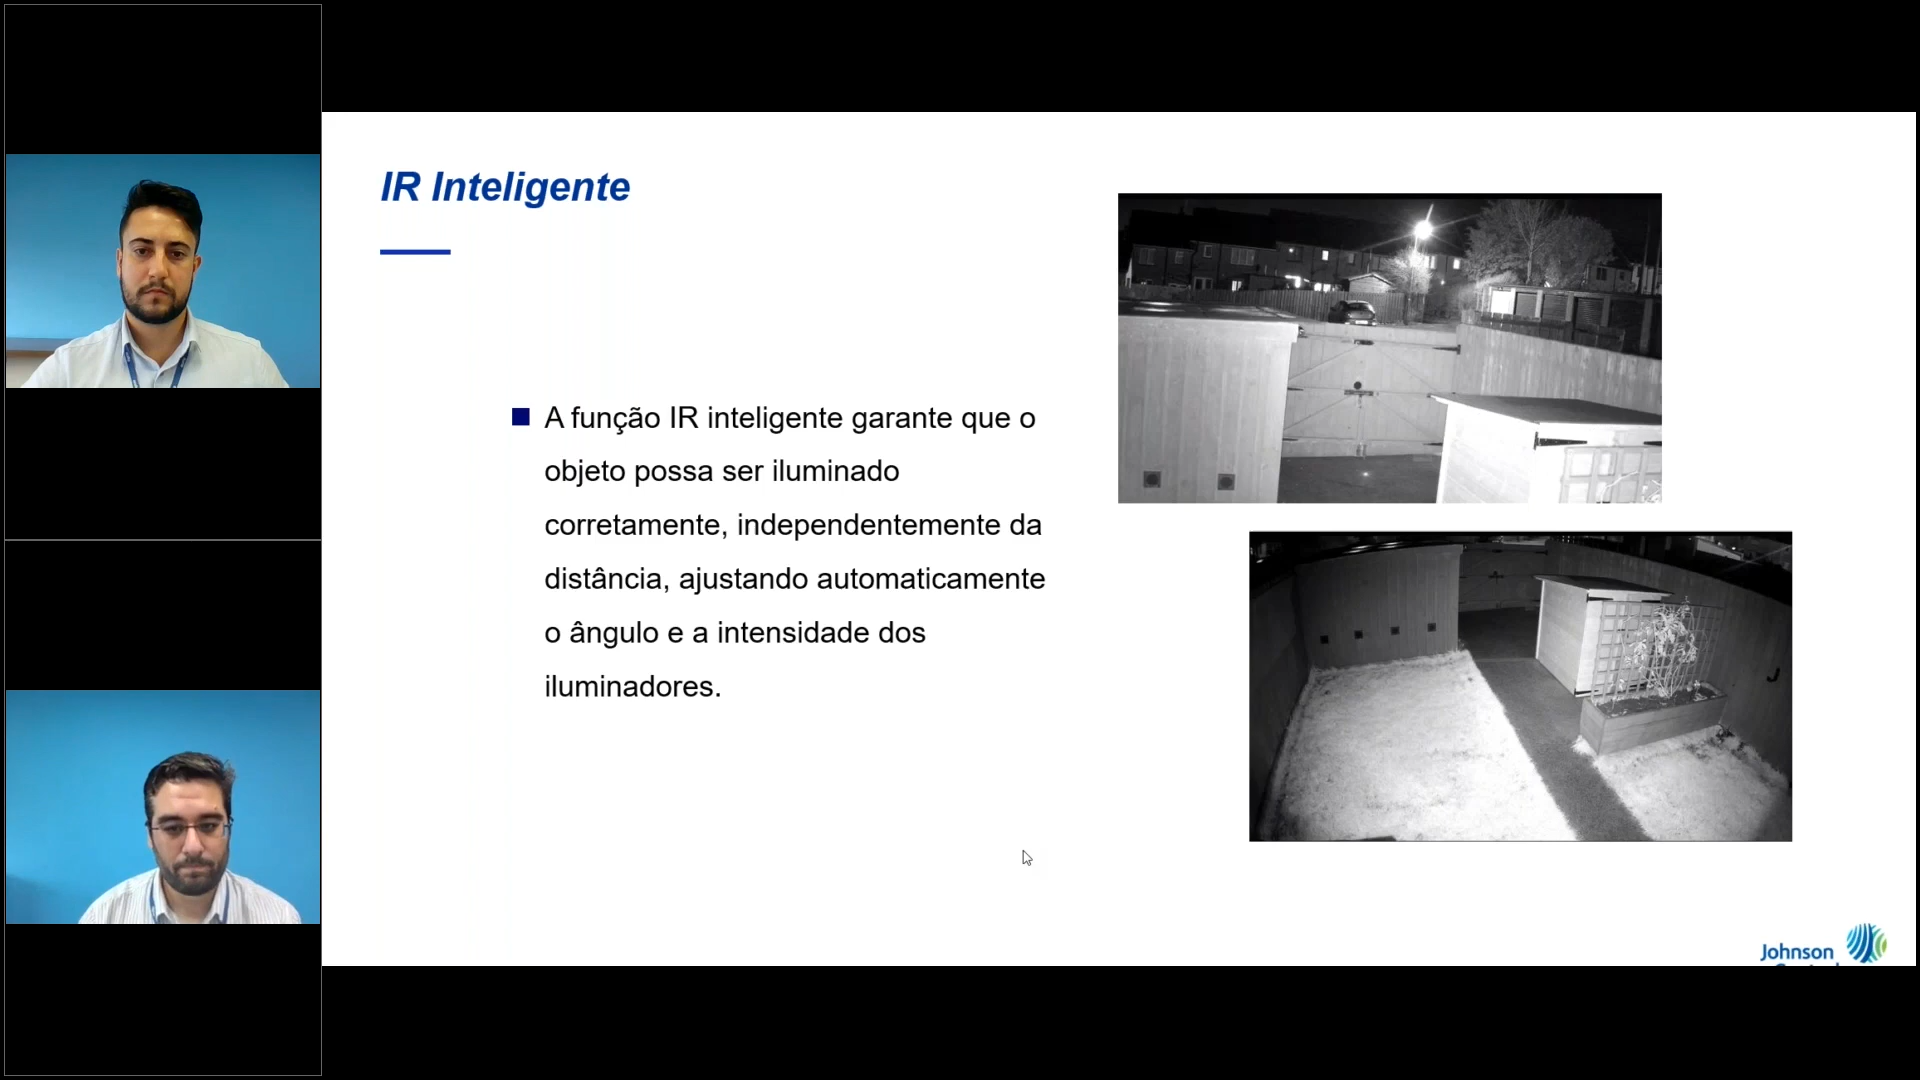 IR Inteligente
A função IR inteligente garante que o
objeto possa ser iluminado
corretamente, independentemente da
distância, ajustando automaticamente
o ângulo e a intensidade dos
iluminadores.
Johnson